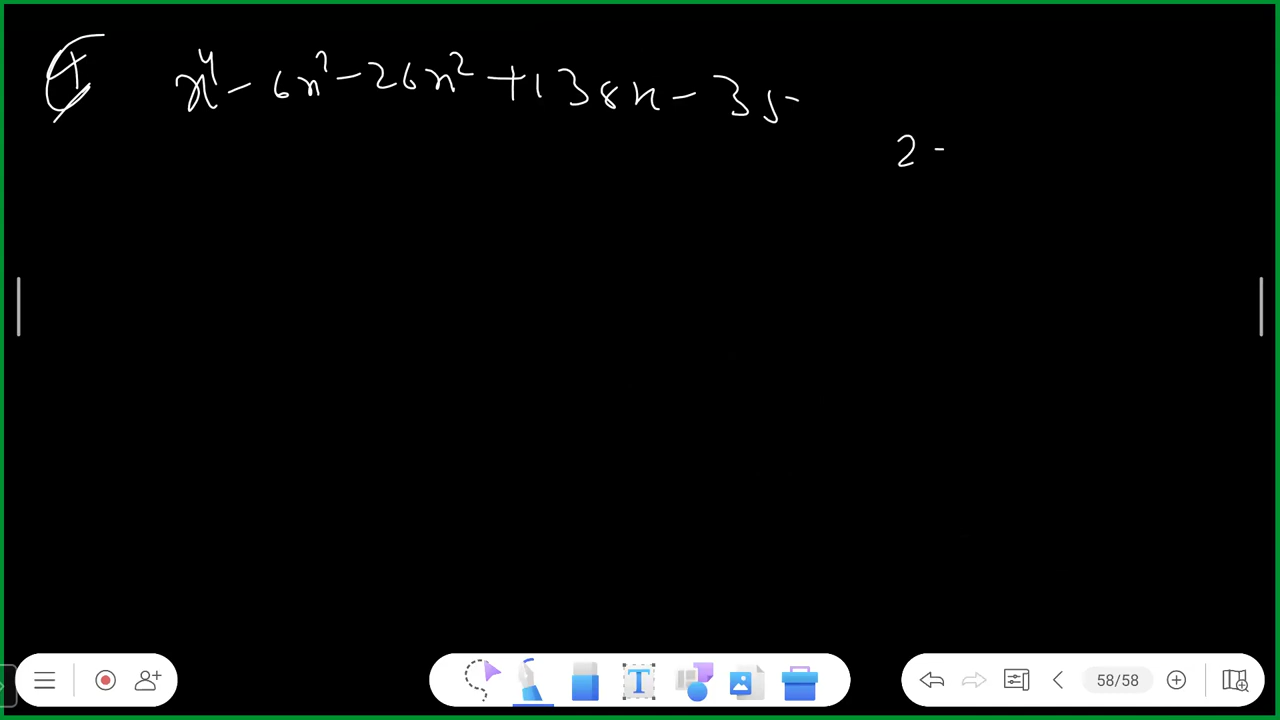 x⁴ - 6x³ - 26x² + 138x - 35
2 -
58/58
T